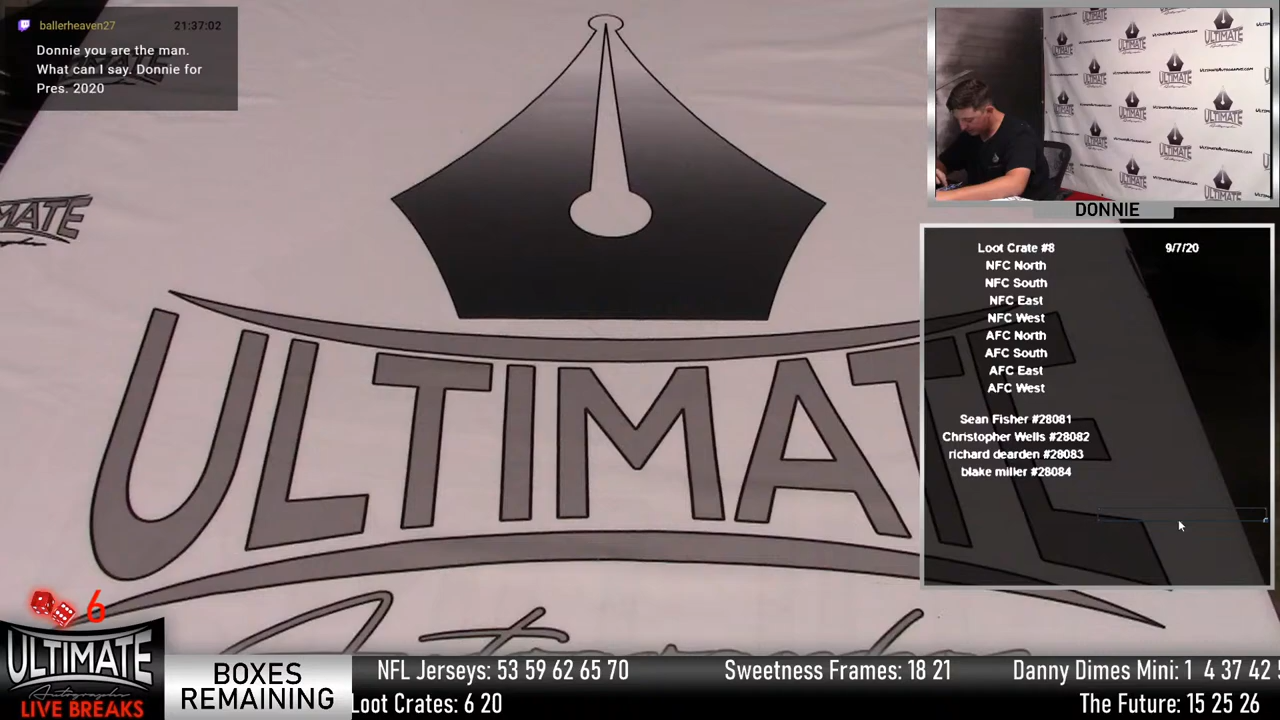 ballerheaven27 21:37:02
Donnie you are the man.
What can I say. Donnie for
Pres. 2020
DONNIE
Loot Crate #8 9/7/20
NFC North
NFC South
NFC East
NFC West
AFC North
AFC South
AFC East
AFC West
Sean Fisher #28081
Christopher Wells #28082
richard dearden #28083
blake miller #28084
ULTIMATE
Autographs
6
ULTIMATE
Autographs
LIVE BREAKS
BOXES
REMAINING
NFL Jerseys: 53 59 62 65 70 Sweetness Frames: 18 21 Danny Dimes Mini: 1 4 37 42
Loot Crates: 6 20 The Future: 15 25 26